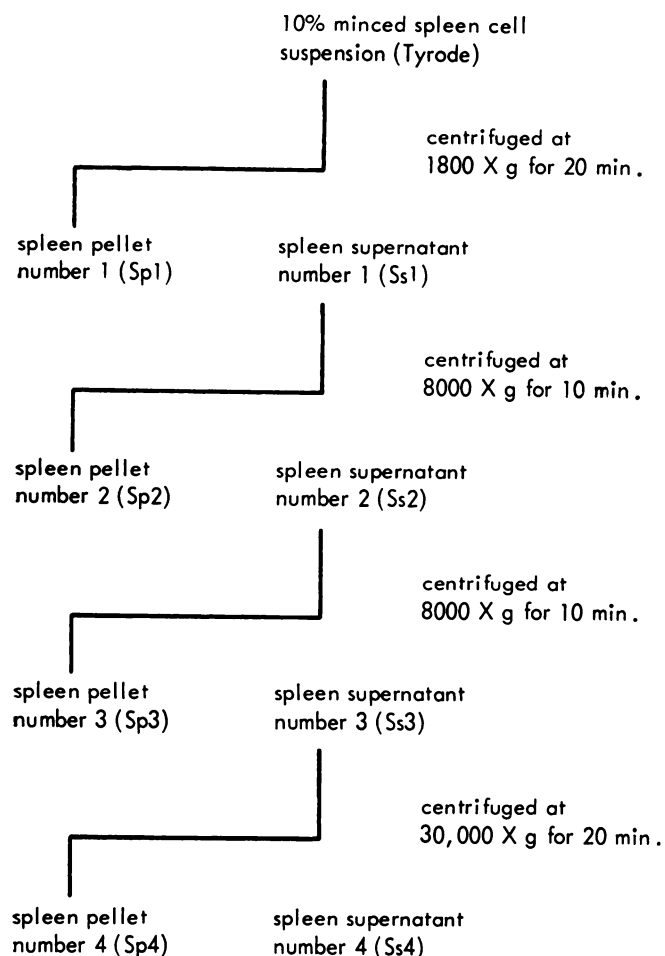 10% minced spleen cell
suspension (Tyrode)
centrifuged at
1800 X g for 20 min.
spleen pellet
number 1 (Sp1)
spleen supernatant
number 1 (Ss1)
centrifuged at
8000 X g for 10 min.
spleen pellet
number 2 (Sp2)
spleen supernatant
number 2 (Ss2)
centrifuged at
8000 X g for 10 min.
spleen pellet
number 3 (Sp3)
spleen supernatant
number 3 (Ss3)
centrifuged at
30,000 X g for 20 min.
spleen pellet
number 4 (Sp4)
spleen supernatant
number 4 (Ss4)